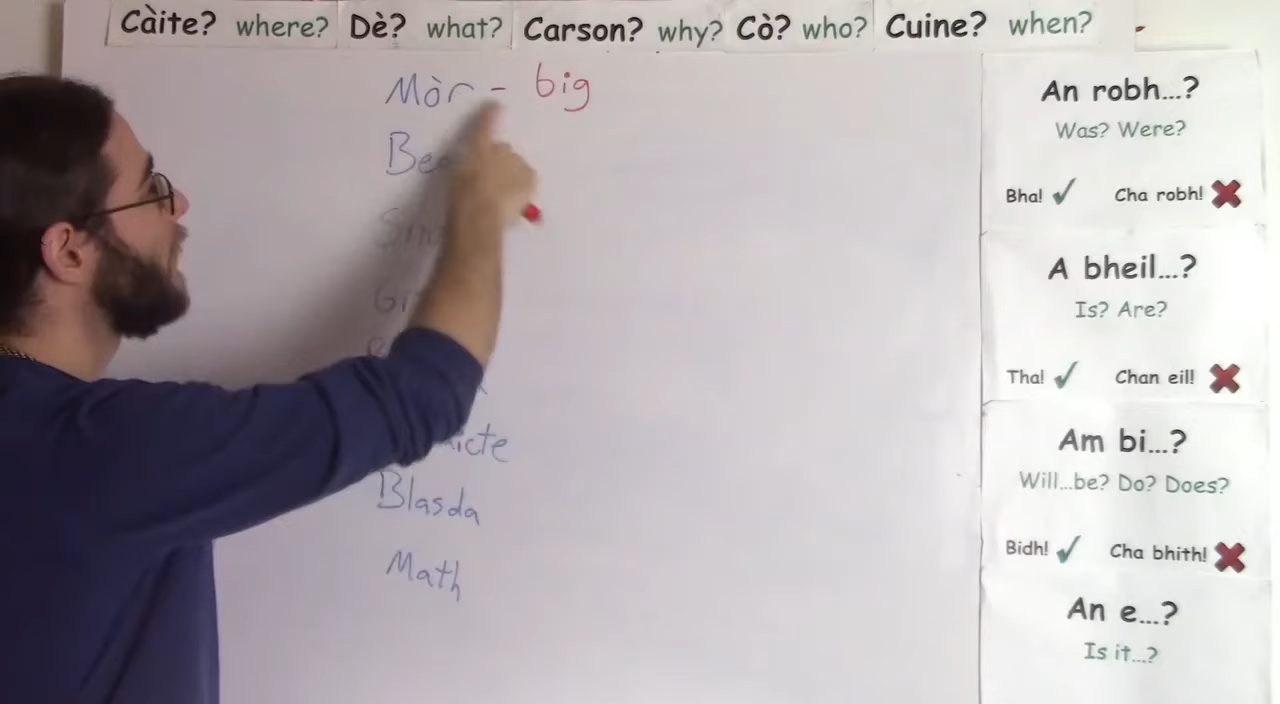 Càite? where? Dè? what? Carson? why? Cò? who? Cuine? when?
Mòr - big
Blasda
Math
An robh...?
Was? Were?
Bha! ✓ Cha robh! ✗
A bheil...?
Is? Are?
Tha! ✓ Chan eil! ✗
Am bi...?
Will...be? Do? Does?
Bidh! ✓ Cha bhith! ✗
An e...?
Is it...?